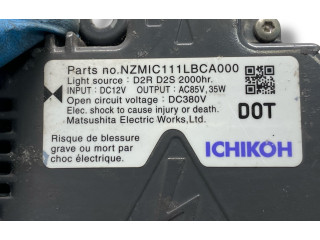 Parts no.NZMIC111LBCA000
Light source : D2R D2S 2000hr.
INPUT : DC12V OUTPUT : AC85V, 35W
Open circuit voltage : DC380V
Elec. shock to cause injury or death.
Matsushita Electric Works,Ltd.
DOT
Risque de blessure
grave ou mort par
choc électrique.
ICHIKOH